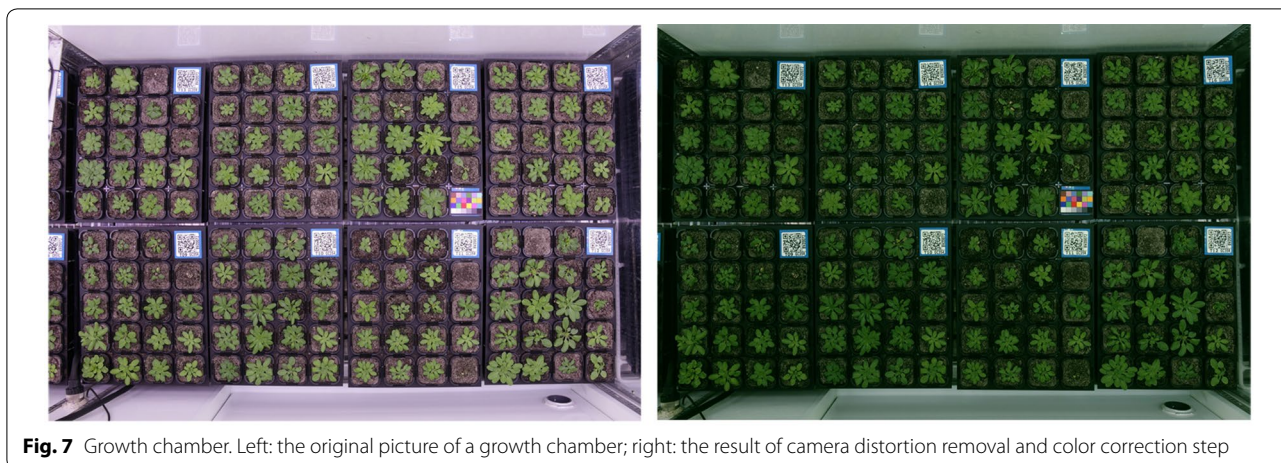 Fig. 7 Growth chamber. Left: the original picture of a growth chamber; right: the result of camera distortion removal and color correction step